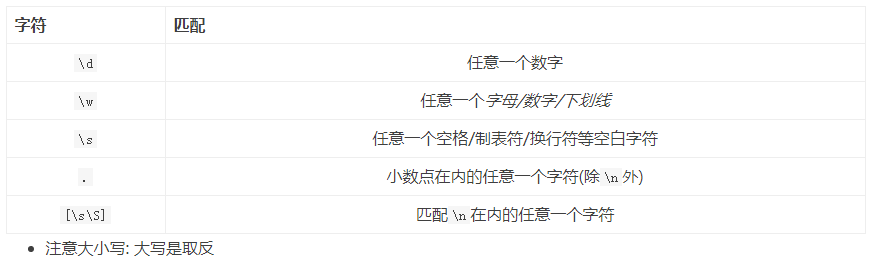 字符 匹配
\d 任意一个数字
\w 任意一个字母/数字/下划线
\s 任意一个空格/制表符/换行符等空白字符
. 小数点在内的任意一个字符(除 \n 外)
[\s\S] 匹配 \n 在内的任意一个字符
• 注意大小写: 大写是取反